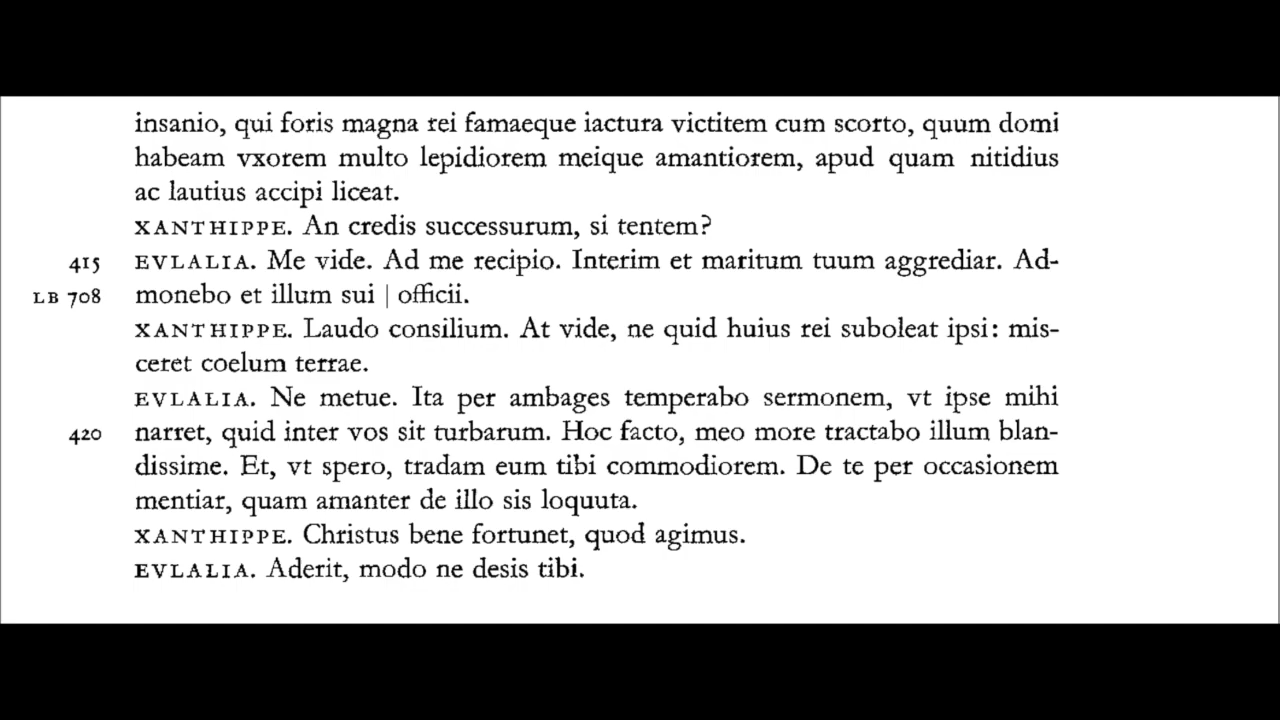 insanio, qui foris magna rei famaeque iactura victitem cum scorto, quum domi
habeam vxorem multo lepidiorem meique amantiorem, apud quam nitidius
ac lautius accipi liceat.
XANTHIPPE. An credis successurum, si tentem?
415 EVLALIA. Me vide. Ad me recipio. Interim et maritum tuum aggrediar. Ad-
LB 708 monebo et illum sui | officii.
XANTHIPPE. Laudo consilium. At vide, ne quid huius rei suboleat ipsi: mis-
ceret coelum terrae.
EVLALIA. Ne metue. Ita per ambages temperabo sermonem, vt ipse mihi
420 narret, quid inter vos sit turbarum. Hoc facto, meo more tractabo illum blan-
dissime. Et, vt spero, tradam eum tibi commodiorem. De te per occasionem
mentiar, quam amanter de illo sis loquuta.
XANTHIPPE. Christus bene fortunet, quod agimus.
EVLALIA. Aderit, modo ne desis tibi.